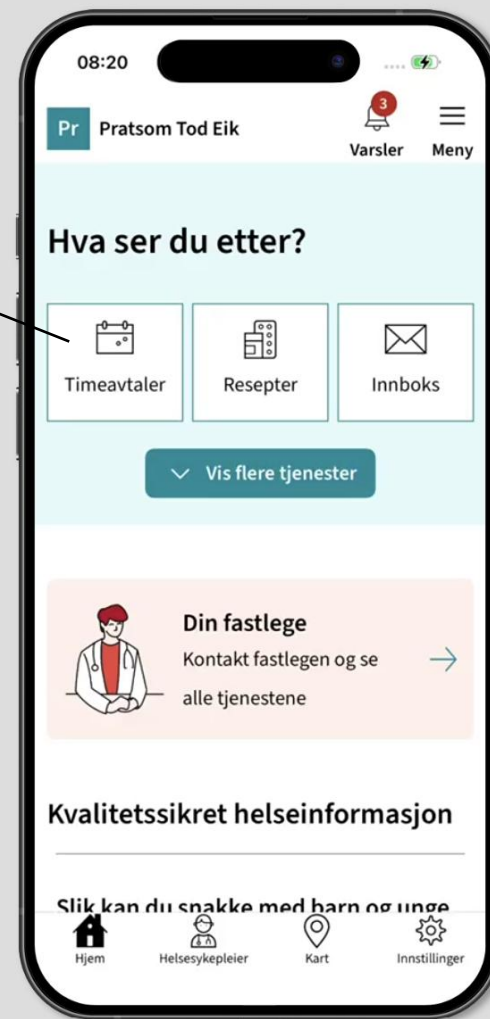 08:20
Pr Pratsom Tod Eik
3
Varsler Meny
Hva ser du etter?
Timeavtaler Resepter Innboks
Vis flere tjenester
Din fastlege
Kontakt fastlegen og se
alle tjenestene
Kvalitetssikret helseinformasjon
Slik kan du snakke med barn og unge
Hjem Helsesykepleier Kart Innstillinger